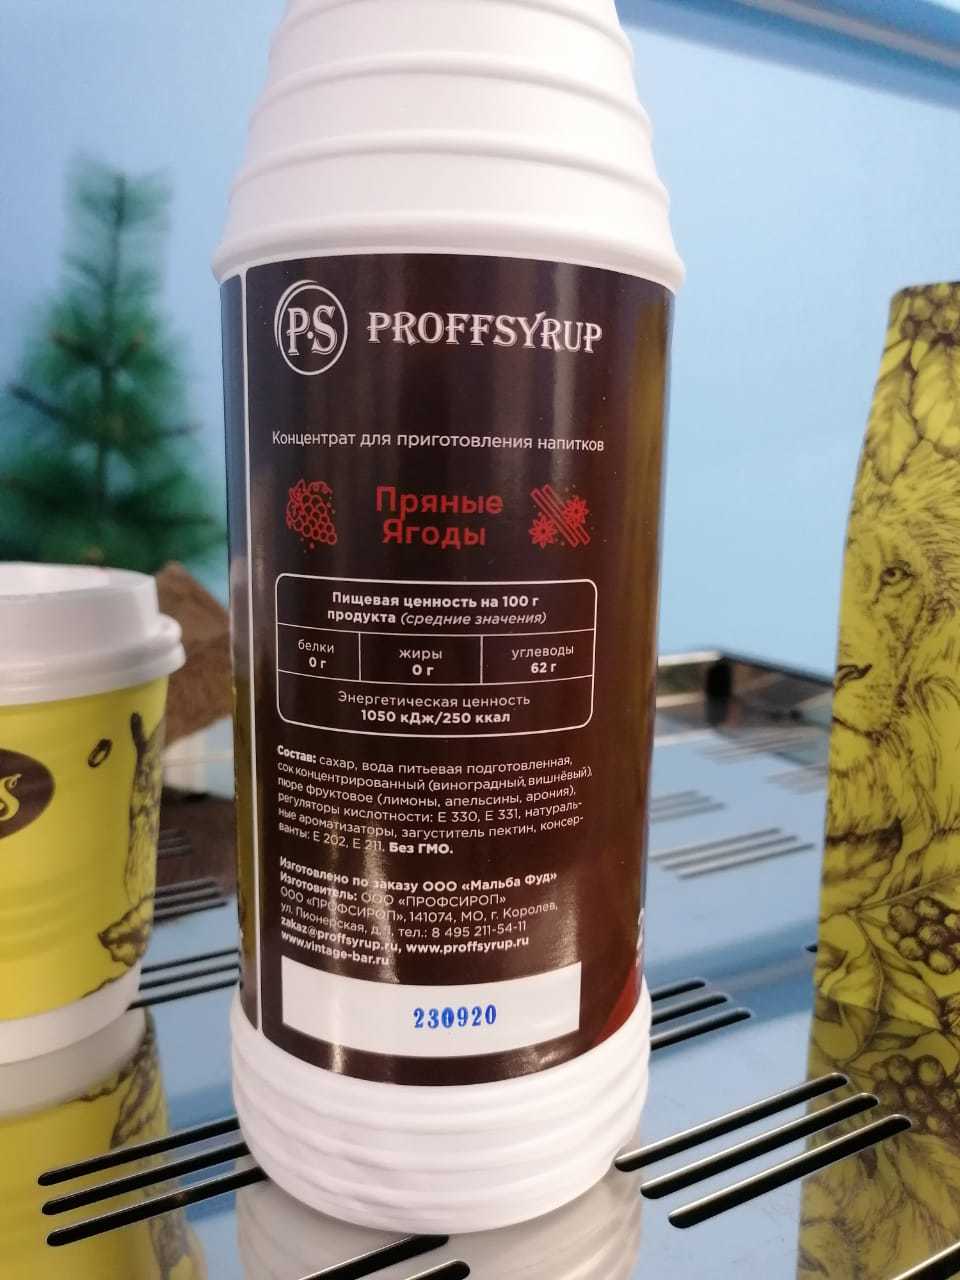 P.S PROFFSYRUP
Концентрат для приготовления напитков
Пряные
Ягоды
Пищевая ценность на 100 г
продукта (средние значения)
белки
0 г
жиры
0 г
углеводы
62 г
Энергетическая ценность
1050 кДж/250 ккал
Состав: сахар, вода питьевая подготовленная,
сок концентрированный (виноградный, вишнёвый),
пюре фруктовое (лимоны, апельсины, арония),
регуляторы кислотности: Е 330, Е 331, натураль-
ные ароматизаторы, загуститель пектин, консер-
ванты: Е 202, Е 211. Без ГМО.
Изготовлено по заказу ООО «Мальба Фуд»
Изготовитель: ООО «ПРОФСИРОП»
ООО «ПРОФСИРОП», 141074, МО, г. Королев,
ул. Пионерская, д. тел.: 8 495 211-54-11
zakaz@proffsyrup.ru, www.proffsyrup.ru
www.vintage-bar.ru
230920